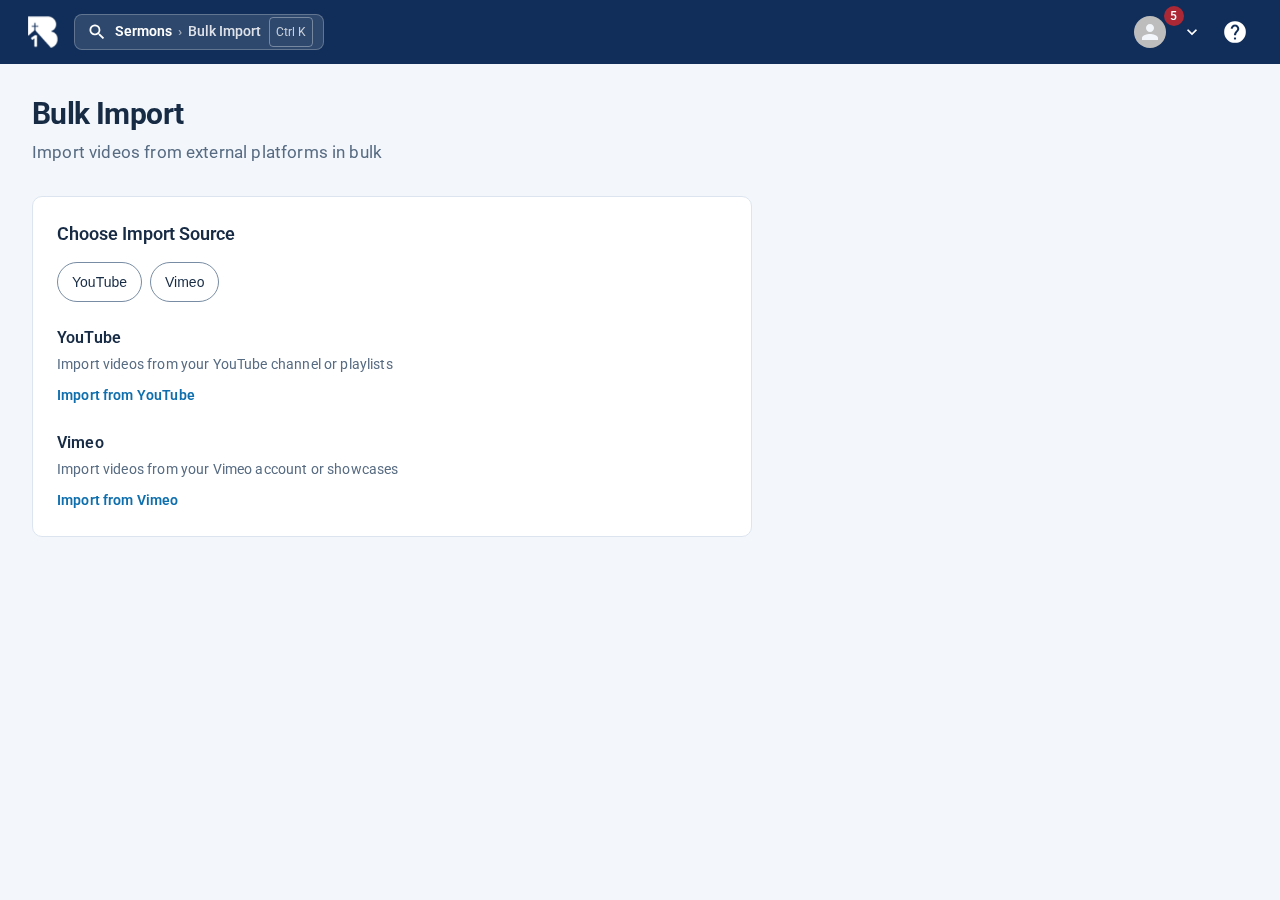 Sermons › Bulk Import Ctrl K
5
Bulk Import
Import videos from external platforms in bulk
Choose Import Source
YouTube Vimeo
YouTube
Import videos from your YouTube channel or playlists
Import from YouTube
Vimeo
Import videos from your Vimeo account or showcases
Import from Vimeo